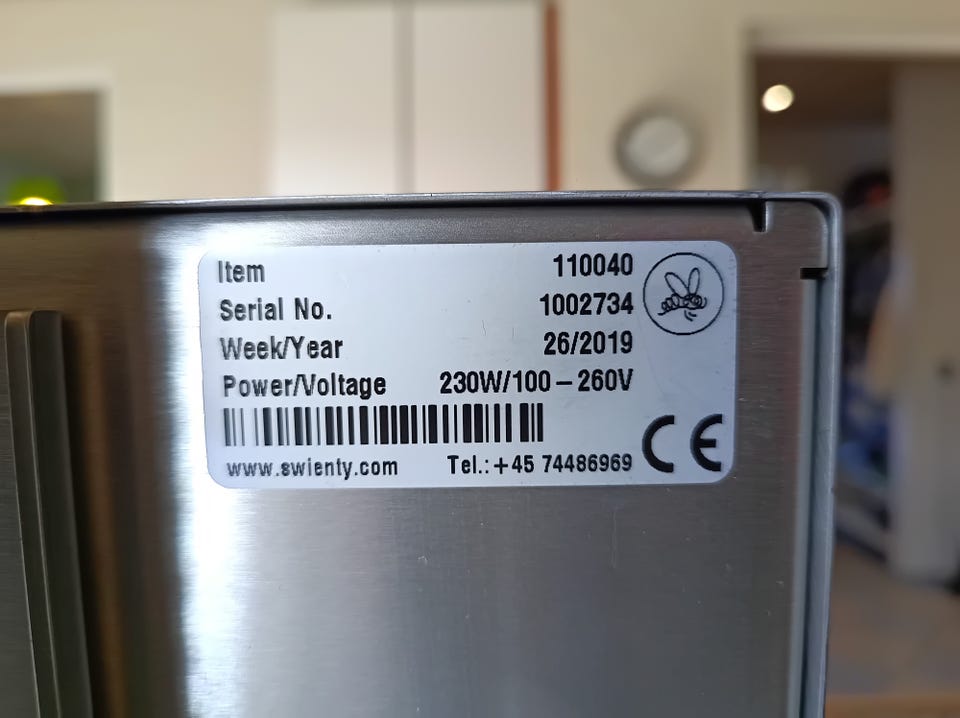 Item 110040
Serial No. 1002734
Week/Year 26/2019
Power/Voltage 230W/100 – 260V
www.swienty.com Tel.:+45 74486969
CE